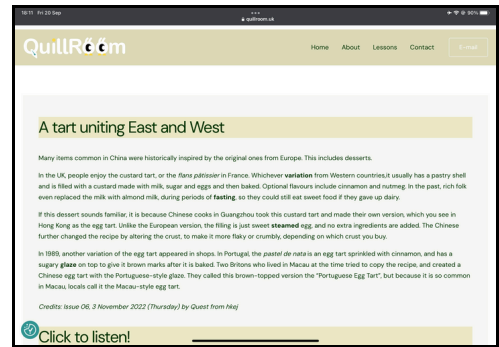 18:11 Fri 20 Sep
quillroom.uk
90%
QuillRoom
Home About Lessons Contact E-mail
A tart uniting East and West
Many items common in China were historically inspired by the original ones from Europe. This includes desserts.
In the UK, people enjoy the custard tart, or the flans pâtissier in France. Whichever variation from Western countries,it usually has a pastry shell
and is filled with a custard made with milk, sugar and eggs and then baked. Optional flavours include cinnamon and nutmeg. In the past, rich folk
even replaced the milk with almond milk, during periods of fasting, so they could still eat sweet food if they gave up dairy.
If this dessert sounds familiar, it is because Chinese cooks in Guangzhou took this custard tart and made their own version, which you see in
Hong Kong as the egg tart. Unlike the European version, the filling is just sweet steamed egg, and no extra ingredients are added. The Chinese
further changed the recipe by altering the crust, to make it more flaky or crumbly, depending on which crust you buy.
In 1989, another variation of the egg tart appeared in shops. In Portugal, the pastel de nata is an egg tart sprinkled with cinnamon, and has a
sugary glaze on top to give it brown marks after it is baked. Two Britons who lived in Macau at the time tried to copy the recipe, and created a
Chinese egg tart with the Portuguese-style glaze. They called this brown-topped version the “Portuguese Egg Tart”, but because it is so common
in Macau, locals call it the Macau-style egg tart.
Credits: Issue 06, 3 November 2022 (Thursday) by Quest from hkej
Click to listen!